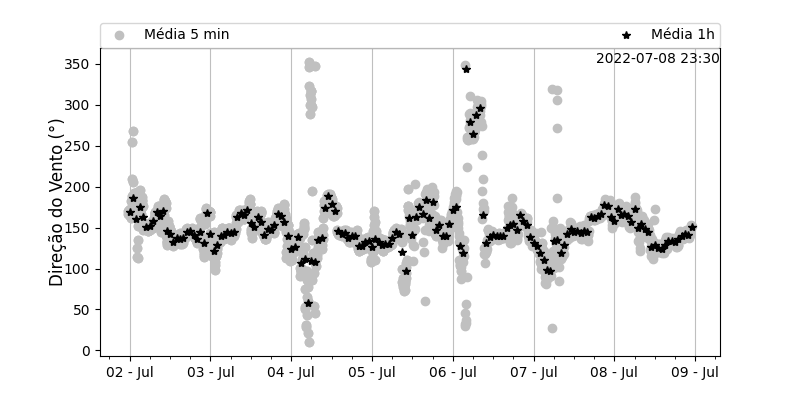 Média 5 min
Média 1h
2022-07-08 23:30
Direção do Vento (°)
350
300
250
200
150
100
50
0
02 - Jul
03 - Jul
04 - Jul
05 - Jul
06 - Jul
07 - Jul
08 - Jul
09 - Jul